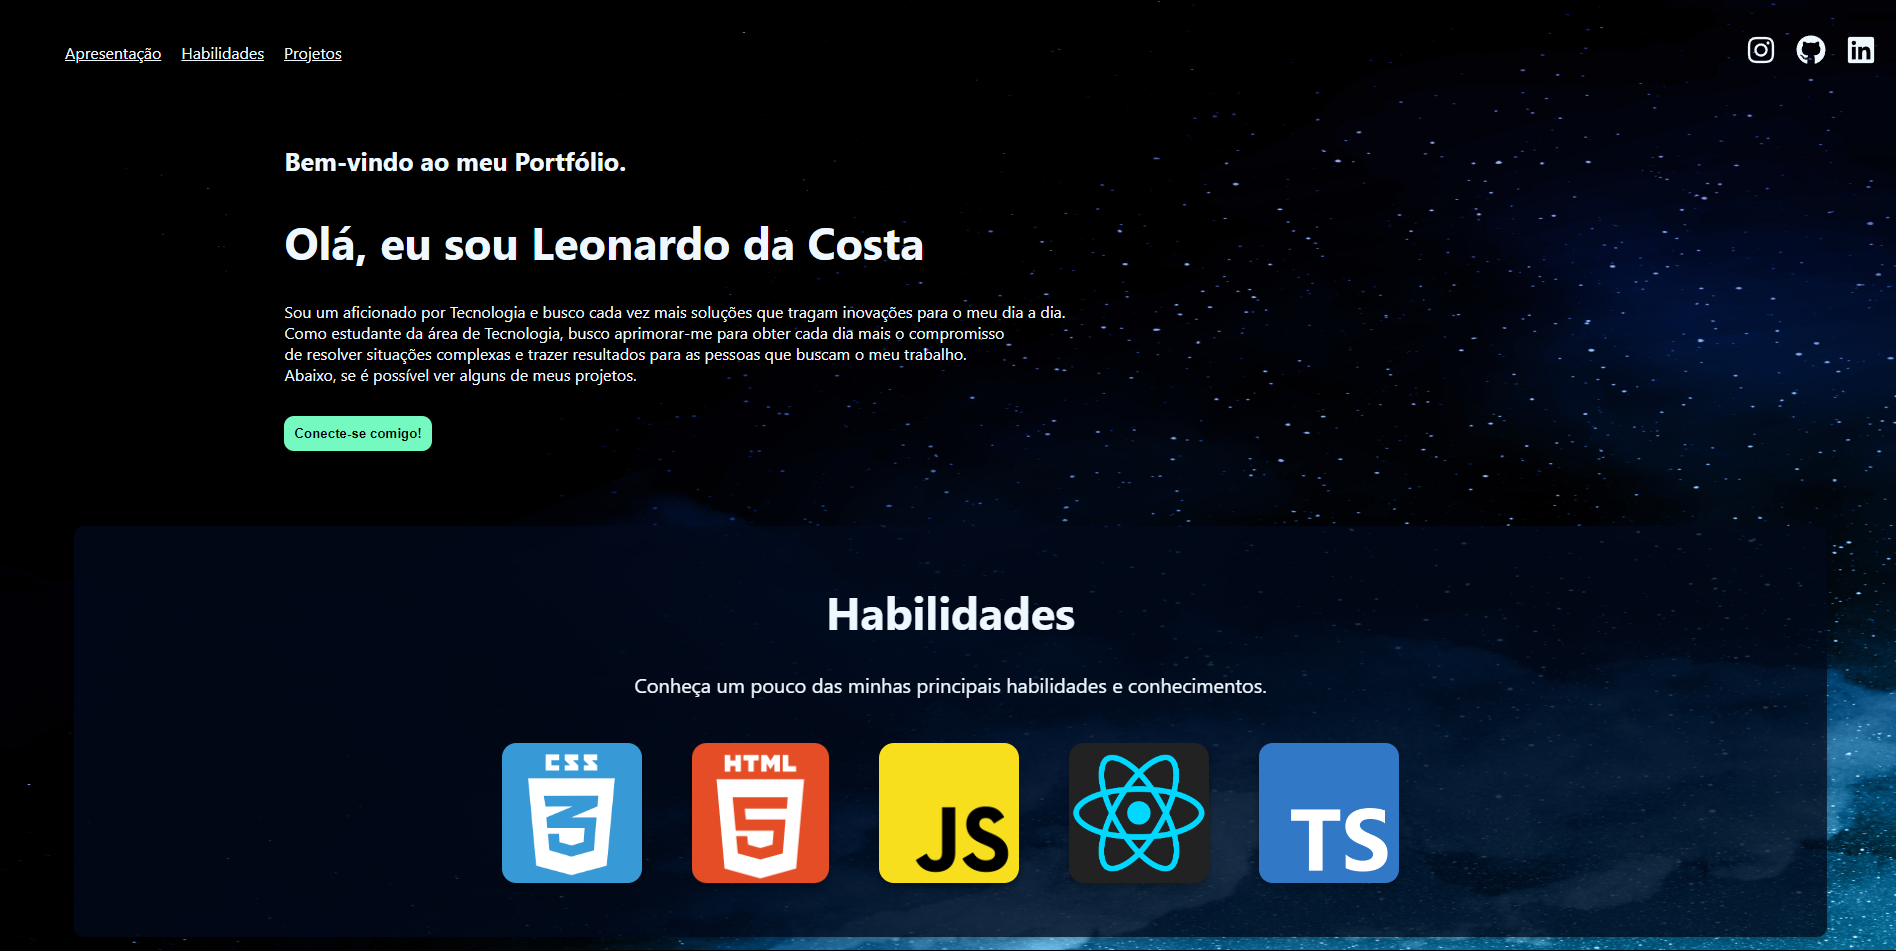 Apresentação Habilidades Projetos
Bem-vindo ao meu Portfólio.
Olá, eu sou Leonardo da Costa
Sou um aficionado por Tecnologia e busco cada vez mais soluções que tragam inovações para o meu dia a dia.
Como estudante da área de Tecnologia, busco aprimorar-me para obter cada dia mais o compromisso
de resolver situações complexas e trazer resultados para as pessoas que buscam o meu trabalho.
Abaixo, se é possível ver alguns de meus projetos.
Conecte-se comigo!
Habilidades
Conheça um pouco das minhas principais habilidades e conhecimentos.
CSS
3
HTML
5
JS
TS
in